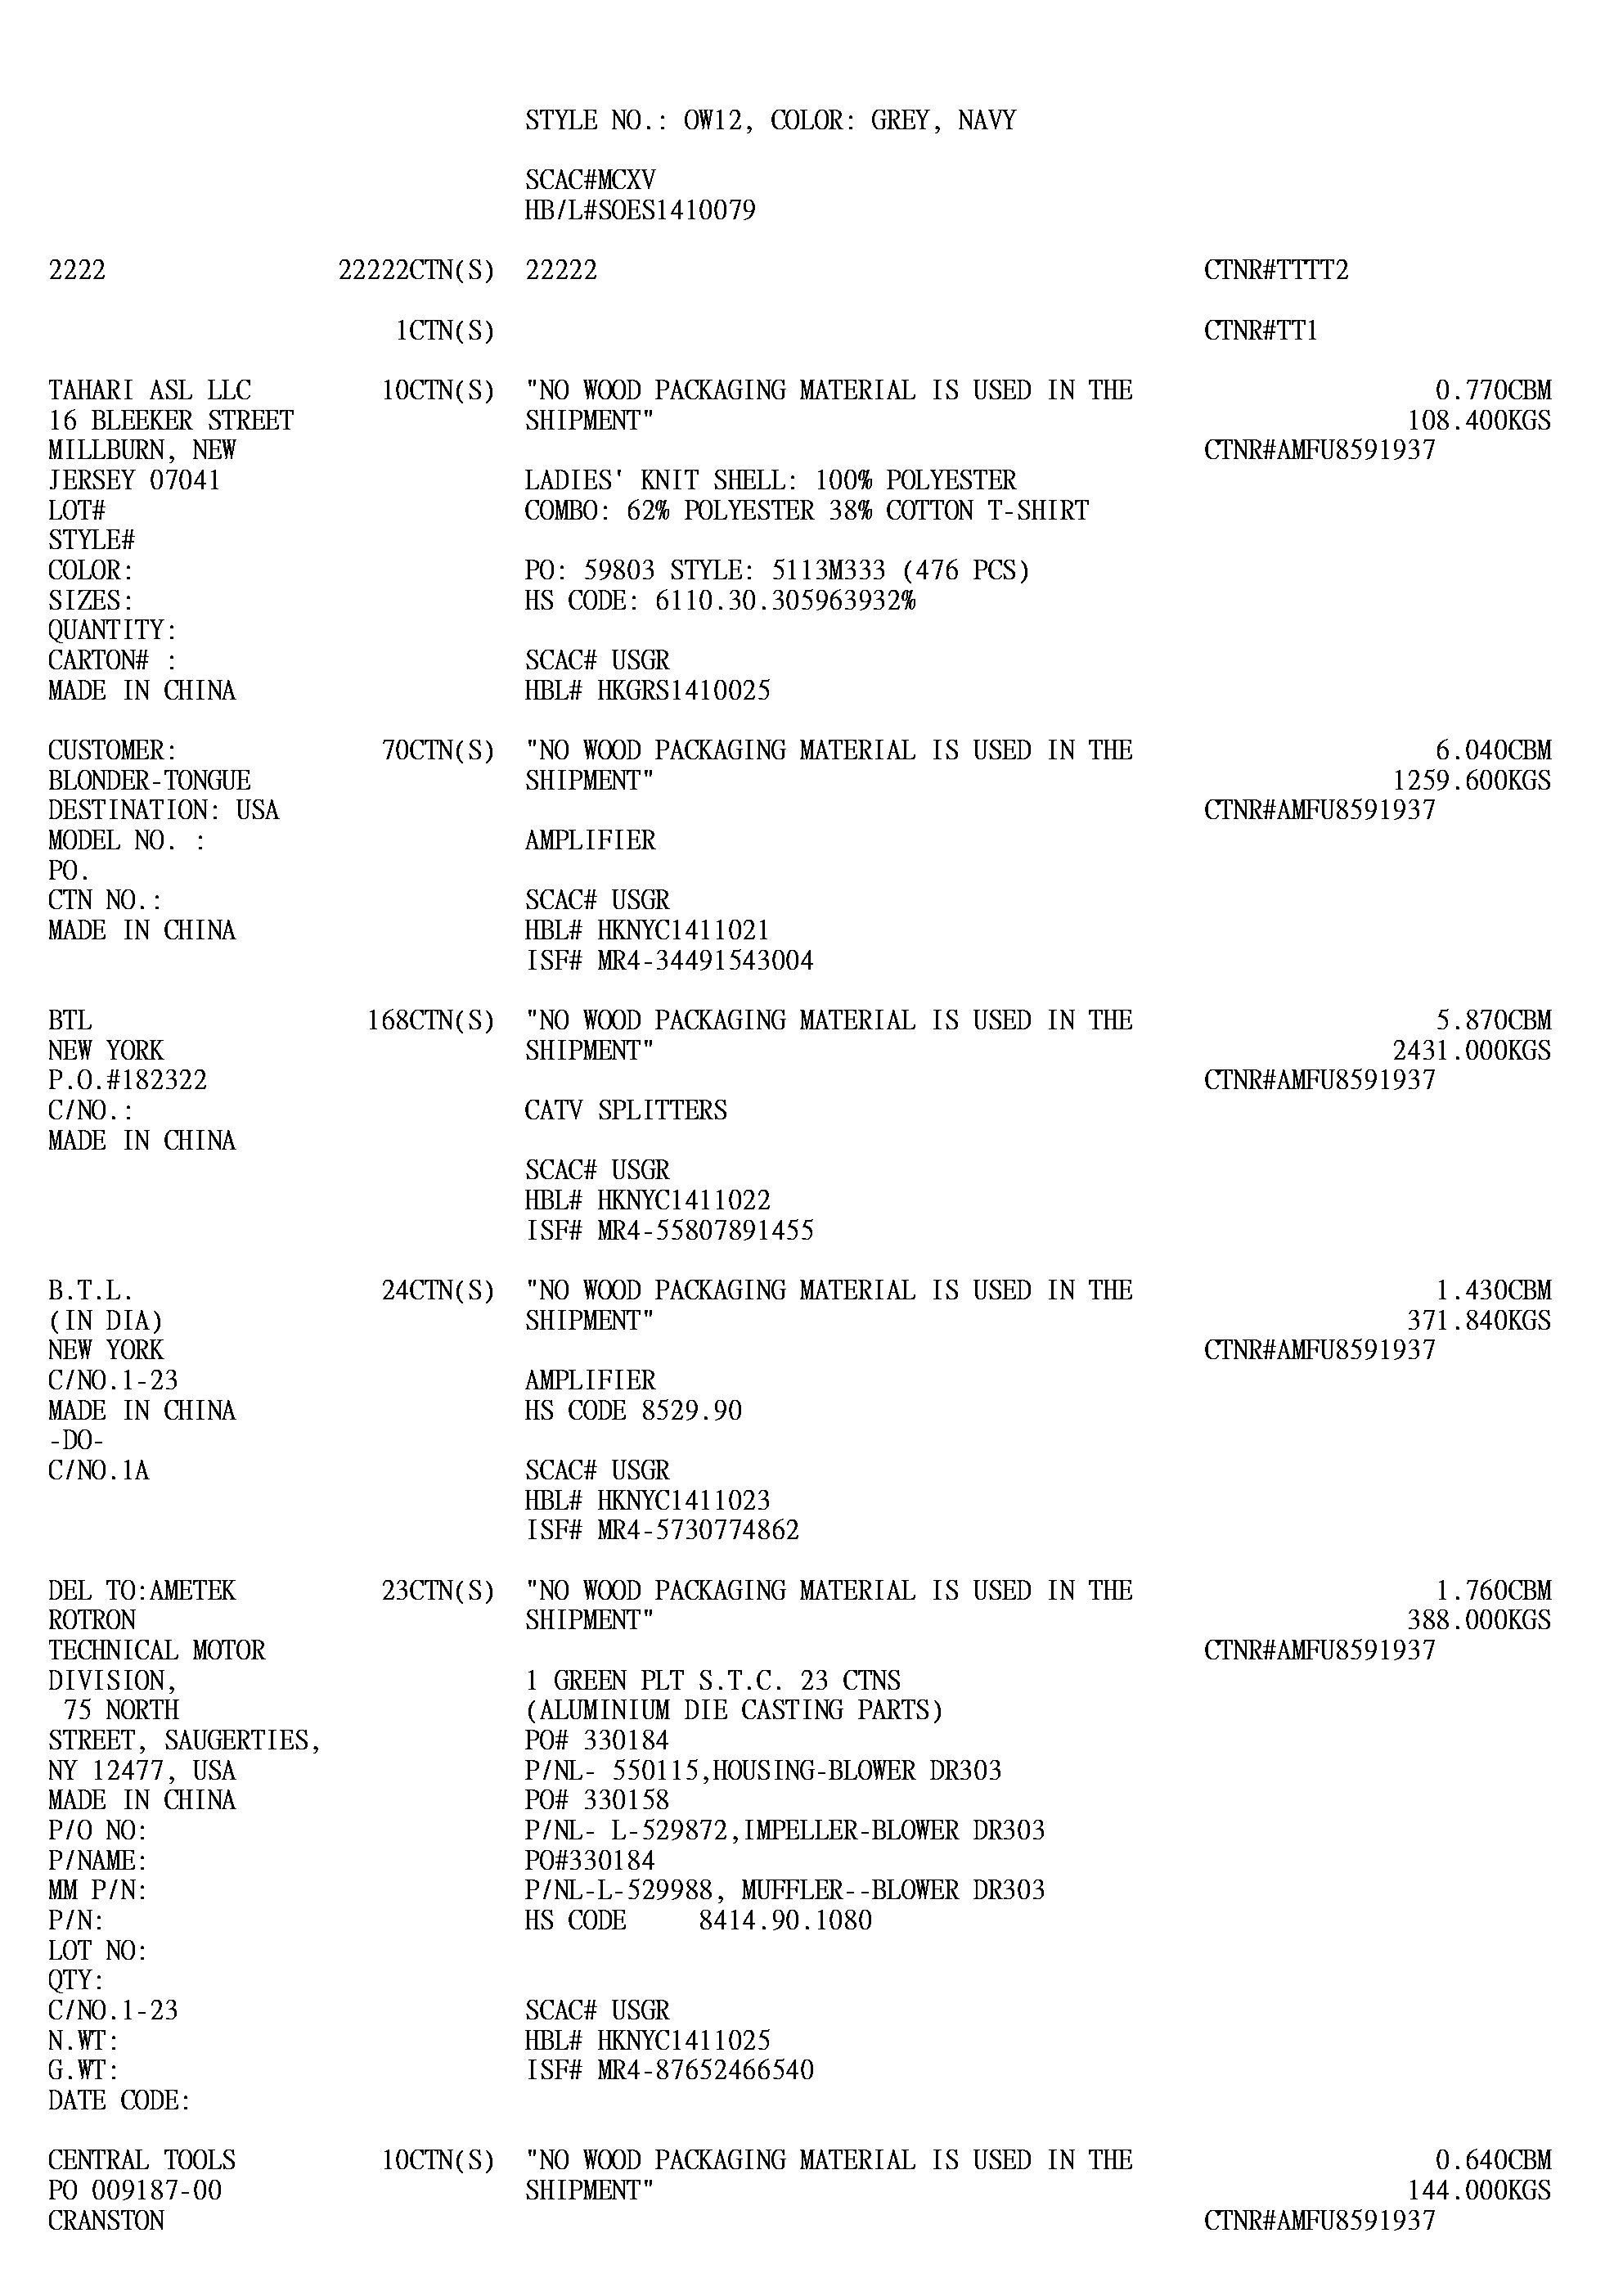 STYLE NO.: OW12, COLOR: GREY, NAVY
SCAC#MCXV
HB/L#SOES1410079
2222 22222CTN(S) 22222 CTNR#TTTT2
1CTN(S) CTNR#TT1
TAHARI ASL LLC 10CTN(S) "NO WOOD PACKAGING MATERIAL IS USED IN THE 0.770CBM
16 BLEEKER STREET SHIPMENT" 108.400KGS
MILLBURN, NEW CTNR#AMFU8591937
JERSEY 07041 LADIES' KNIT SHELL: 100% POLYESTER
LOT# COMBO: 62% POLYESTER 38% COTTON T-SHIRT
STYLE#
COLOR: PO: 59803 STYLE: 5113M333 (476 PCS)
SIZES: HS CODE: 6110.30.305963932%
QUANTITY:
CARTON# : SCAC# USGR
MADE IN CHINA HBL# HKGRS1410025
CUSTOMER: 70CTN(S) "NO WOOD PACKAGING MATERIAL IS USED IN THE 6.040CBM
BLONDER-TONGUE SHIPMENT" 1259.600KGS
DESTINATION: USA CTNR#AMFU8591937
MODEL NO. : AMPLIFIER
PO.
CTN NO.: SCAC# USGR
MADE IN CHINA HBL# HKNYC1411021
ISF# MR4-34491543004
BTL 168CTN(S) "NO WOOD PACKAGING MATERIAL IS USED IN THE 5.870CBM
NEW YORK SHIPMENT" 2431.000KGS
P.O.#182322 CTNR#AMFU8591937
C/NO.: CATV SPLITTERS
MADE IN CHINA
SCAC# USGR
HBL# HKNYC1411022
ISF# MR4-55807891455
B.T.L. 24CTN(S) "NO WOOD PACKAGING MATERIAL IS USED IN THE 1.430CBM
(IN DIA) SHIPMENT" 371.840KGS
NEW YORK CTNR#AMFU8591937
C/NO.1-23 AMPLIFIER
MADE IN CHINA HS CODE 8529.90
-DO-
C/NO.1A SCAC# USGR
HBL# HKNYC1411023
ISF# MR4-5730774862
DEL TO:AMETEK 23CTN(S) "NO WOOD PACKAGING MATERIAL IS USED IN THE 1.760CBM
ROTRON SHIPMENT" 388.000KGS
TECHNICAL MOTOR CTNR#AMFU8591937
DIVISION, 1 GREEN PLT S.T.C. 23 CTNS
75 NORTH (ALUMINIUM DIE CASTING PARTS)
STREET, SAUGERTIES, PO# 330184
NY 12477, USA P/NL- 550115,HOUSING-BLOWER DR303
MADE IN CHINA PO# 330158
P/O NO: P/NL- L-529872,IMPELLER-BLOWER DR303
P/NAME: PO#330184
MM P/N: P/NL-L-529988, MUFFLER--BLOWER DR303
P/N: HS CODE 8414.90.1080
LOT NO:
QTY:
C/NO.1-23 SCAC# USGR
N.WT: HBL# HKNYC1411025
G.WT: ISF# MR4-87652466540
DATE CODE:
CENTRAL TOOLS 10CTN(S) "NO WOOD PACKAGING MATERIAL IS USED IN THE 0.640CBM
PO 009187-00 SHIPMENT" 144.000KGS
CRANSTON CTNR#AMFU8591937